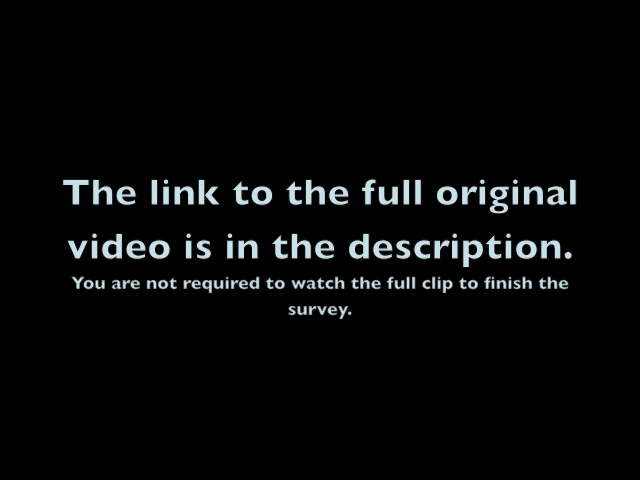 The link to the full original
video is in the description.
You are not required to watch the full clip to finish the
survey.